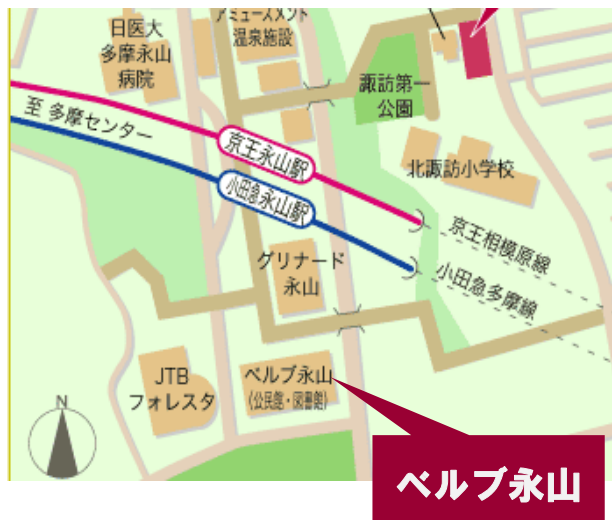 日医大
多摩永山
病院
アミューズメント
温泉施設
諏訪第一
公園
至 多摩センター
京王永山駅
小田急永山駅
北諏訪小学校
京王相模原線
小田急多摩線
グリナード
永山
JTB
フォレスタ
ベルブ永山
(公民館・図書館)
N
ベルブ永山